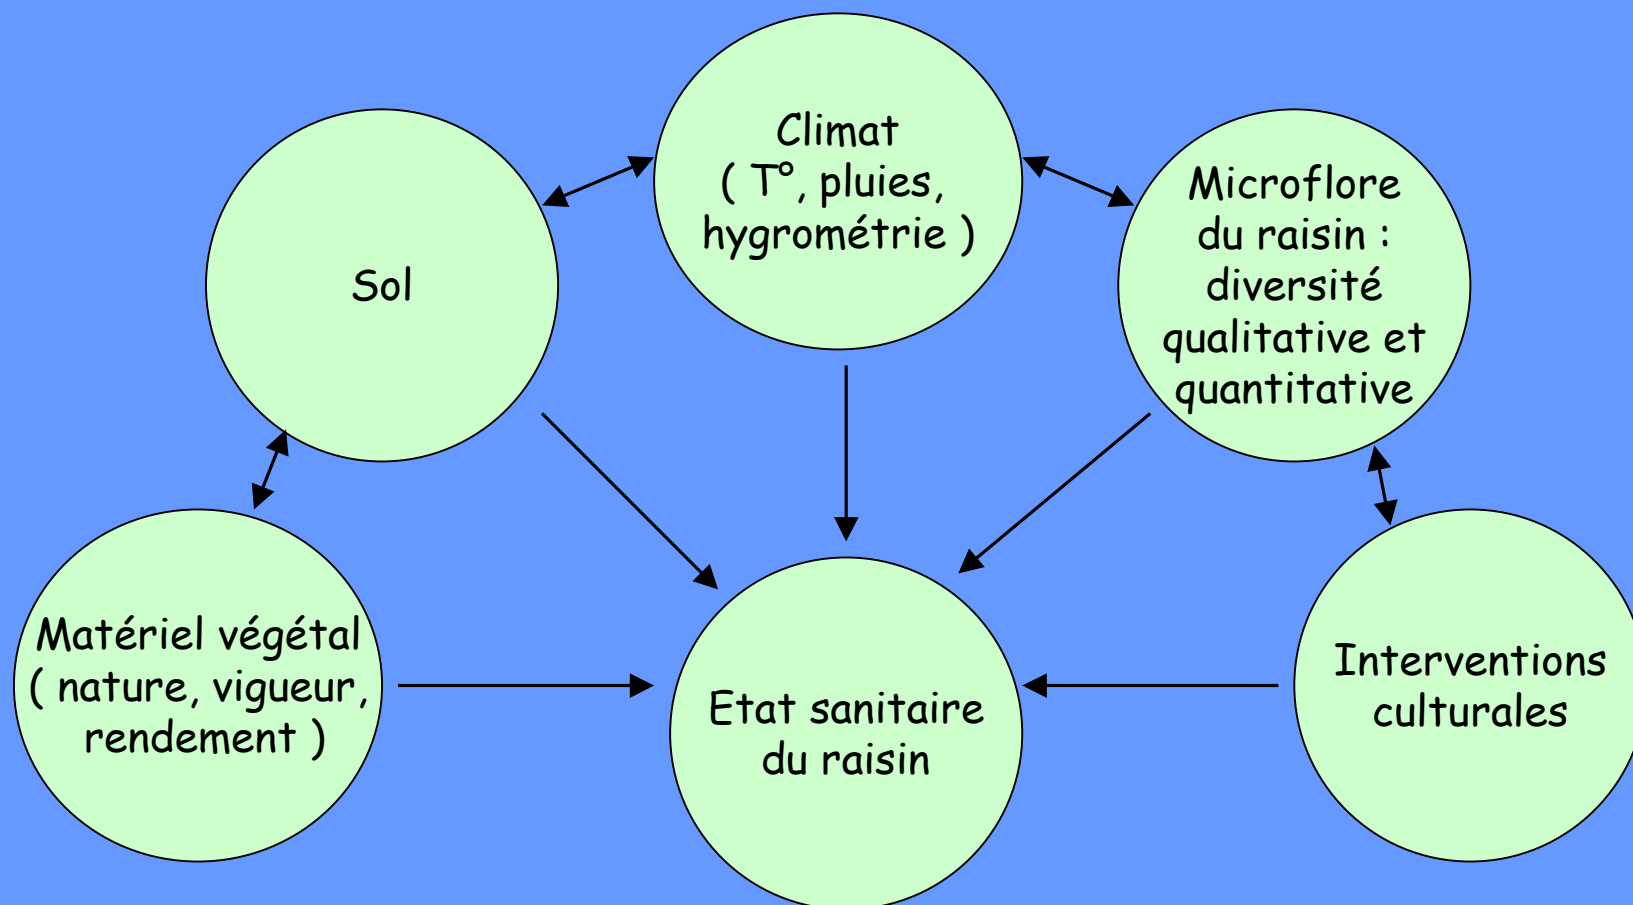 Climat
( T°, pluies,
hygrométrie )
Sol
Microflore
du raisin :
diversité
qualitative et
quantitative
Matériel végétal
( nature, vigueur,
rendement )
Etat sanitaire
du raisin
Interventions
culturales